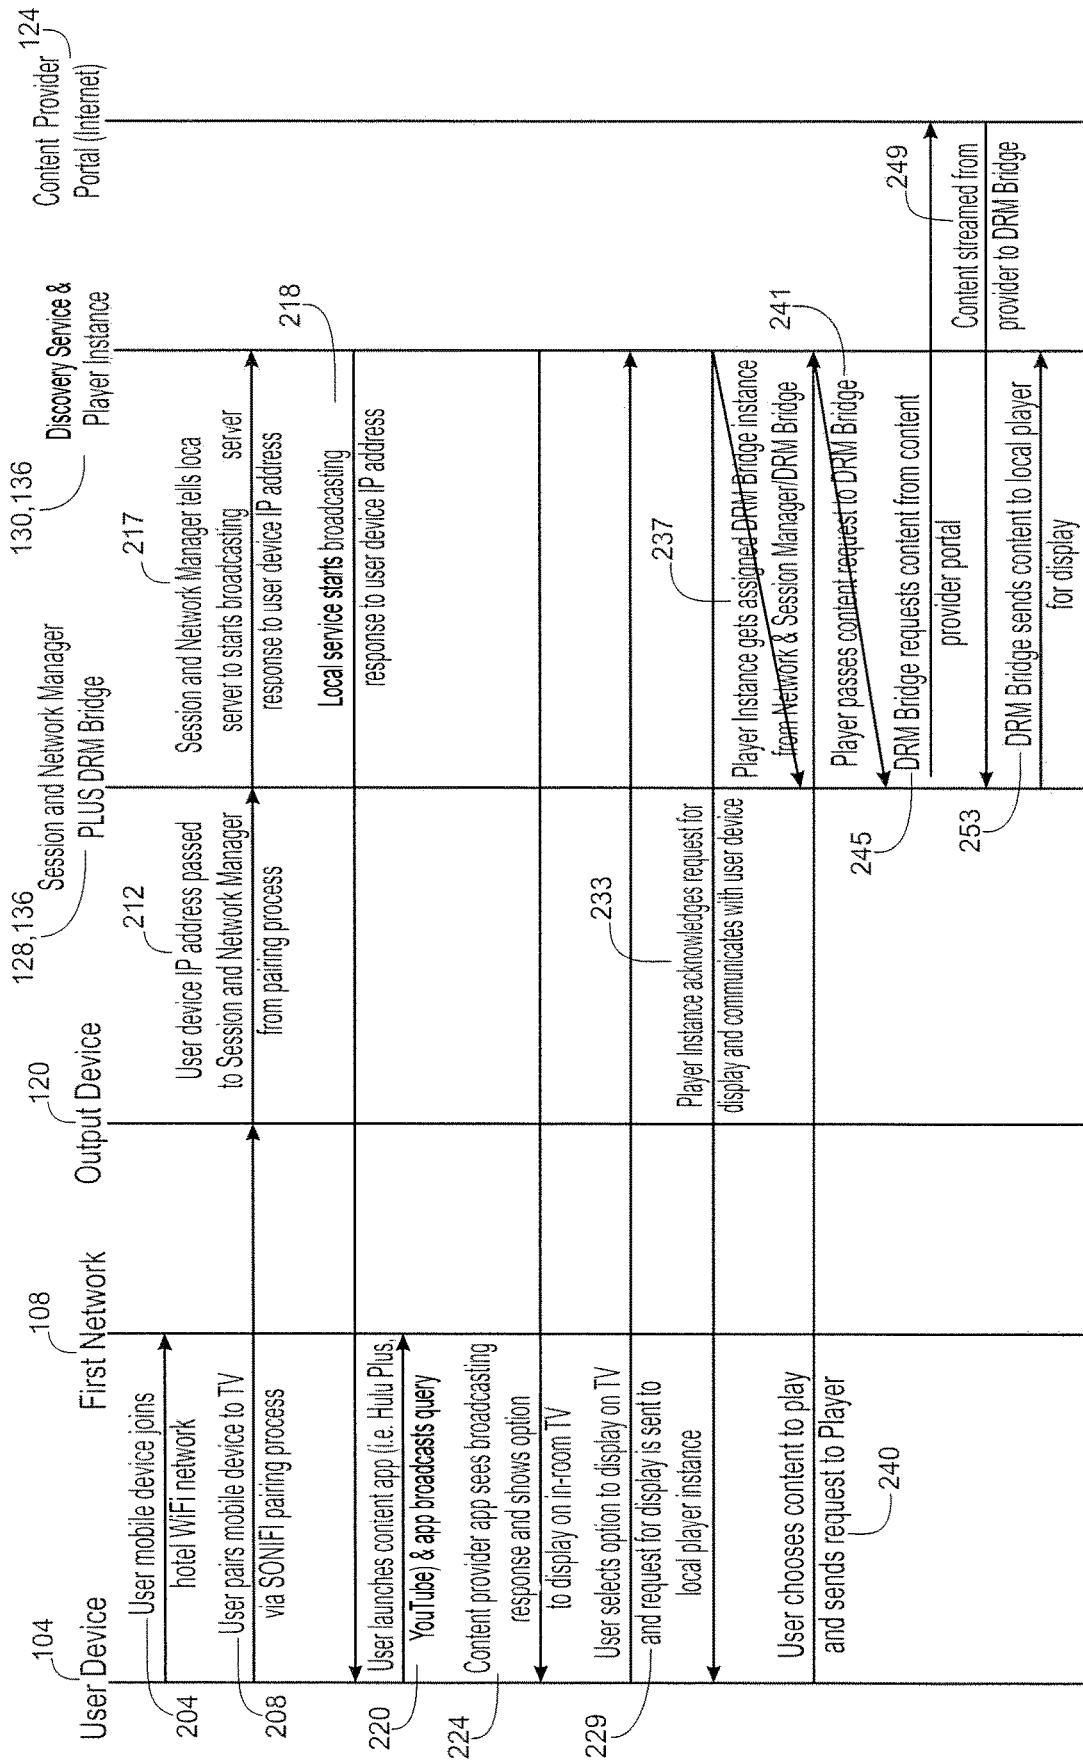 104
User Device
108
First Network
120
Output Device
128,136
Session and Network Manager
PLUS DRM Bridge
130,136
Discovery Service &
Player Instance
Content Provider
Portal (Internet)
124
User mobile device joins
hotel WiFi network
204
User pairs mobile device to TV
via SONIFI pairing process
208
212
User device IP address passed
to Session and Network Manager
from pairing process
217
Session and Network Manager tells loca
server to starts broadcasting server
response to user device IP address
218
Local service starts broadcasting
response to user device IP address
User launches content app (i.e. Hulu Plus,
YouTube) & app broadcasts query
220
Content provider app sees broadcasting
response and shows option
to display on in-room TV
224
User selects option to display on TV
and request for display is sent to
local player instance
229
233
Player Instance acknowledges request for
display and communicates with user device
237
Player Instance gets assigned DRM Bridge instance
from Network & Session Manager/DRM Bridge
User chooses content to play
and sends request to Player
240
241
Player passes content request to DRM Bridge
DRM Bridge requests content from content
provider portal
245
249
Content streamed from
provider to DRM Bridge
253
DRM Bridge sends content to local player
for display